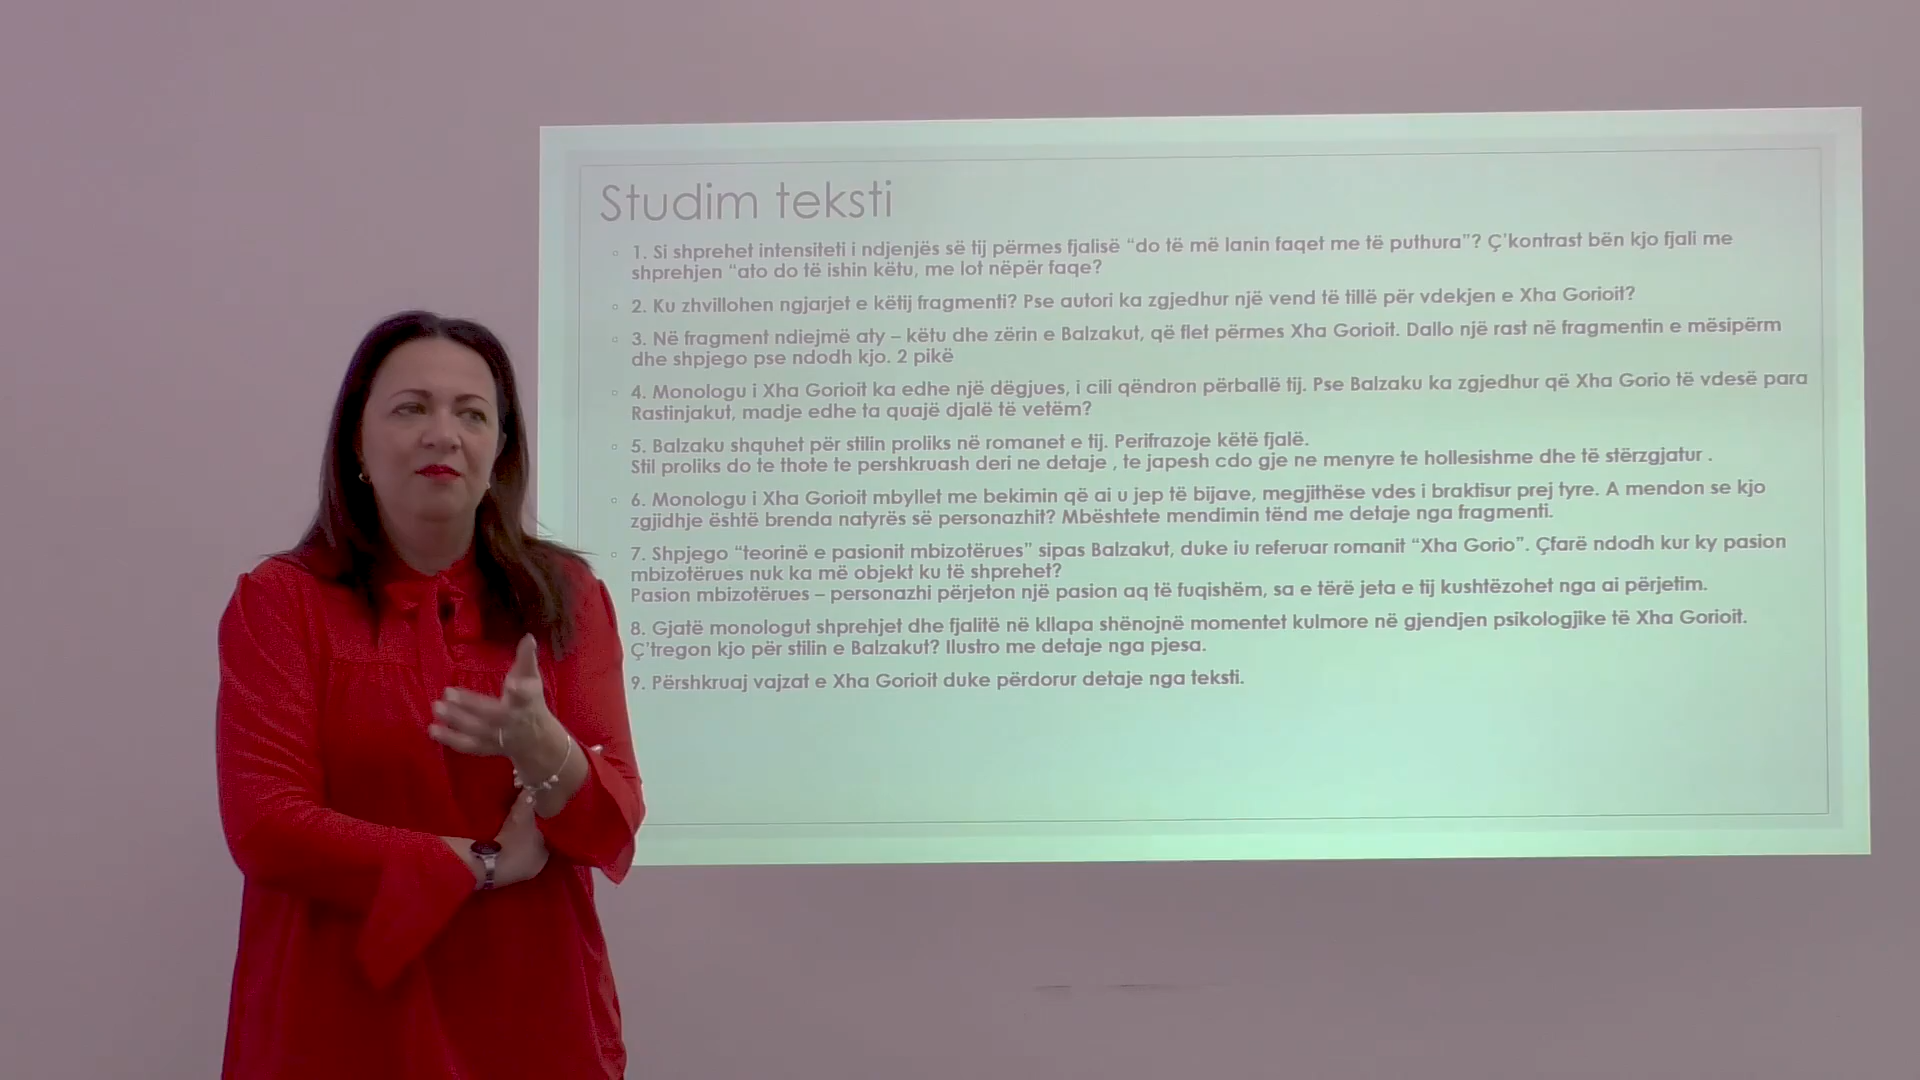 Studim teksti
1. Si shprehet intensiteti i ndjenjës së tij përmes fjalisë “do të më lanin faqet me të puthura”? Ç’kontrast bën kjo fjali me
shprehjen “ato do të ishin këtu, me lot nëpër faqe?
2. Ku zhvillohen ngjarjet e këtij fragmenti? Pse autori ka zgjedhur një vend të tillë për vdekjen e Xha Gorioit?
3. Në fragment ndiejmë aty – këtu dhe zërin e Balzakut, që flet përmes Xha Gorioit. Dallo një rast në fragmentin e mësipërm
dhe shpjego pse ndodh kjo. 2 pikë
4. Monologu i Xha Gorioit ka edhe një dëgjues, i cili qëndron përballë tij. Pse Balzaku ka zgjedhur që Xha Gorio të vdesë para
Rastinjakut, madje edhe ta quajë djalë të vetëm?
5. Balzaku shquhet për stilin proliks në romanet e tij. Perifrazoje këtë fjalë.
Stil proliks do te thote te pershkruash deri ne detaje , te japesh cdo gje ne menyre te hollesishme dhe të stërzgjatur .
6. Monologu i Xha Gorioit mbyllet me bekimin që ai u jep të bijave, megjithëse vdes i braktisur prej tyre. A mendon se kjo
zgjidhje është brenda natyrës së personazhit? Mbështete mendimin tënd me detaje nga fragmenti.
7. Shpjego “teorinë e pasionit mbizotërues” sipas Balzakut, duke iu referuar romanit “Xha Gorio”. Çfarë ndodh kur ky pasion
mbizotërues nuk ka më objekt ku të shprehet?
Pasion mbizotërues – personazhi përjeton një pasion aq të fuqishëm, sa e tërë jeta e tij kushtëzohet nga ai përjetim.
8. Gjatë monologut shprehjet dhe fjalitë në kllapa shënojnë momentet kulmore në gjendjen psikologjike të Xha Gorioit.
Ç’tregon kjo për stilin e Balzakut? Ilustro me detaje nga pjesa.
9. Përshkruaj vajzat e Xha Gorioit duke përdorur detaje nga teksti.